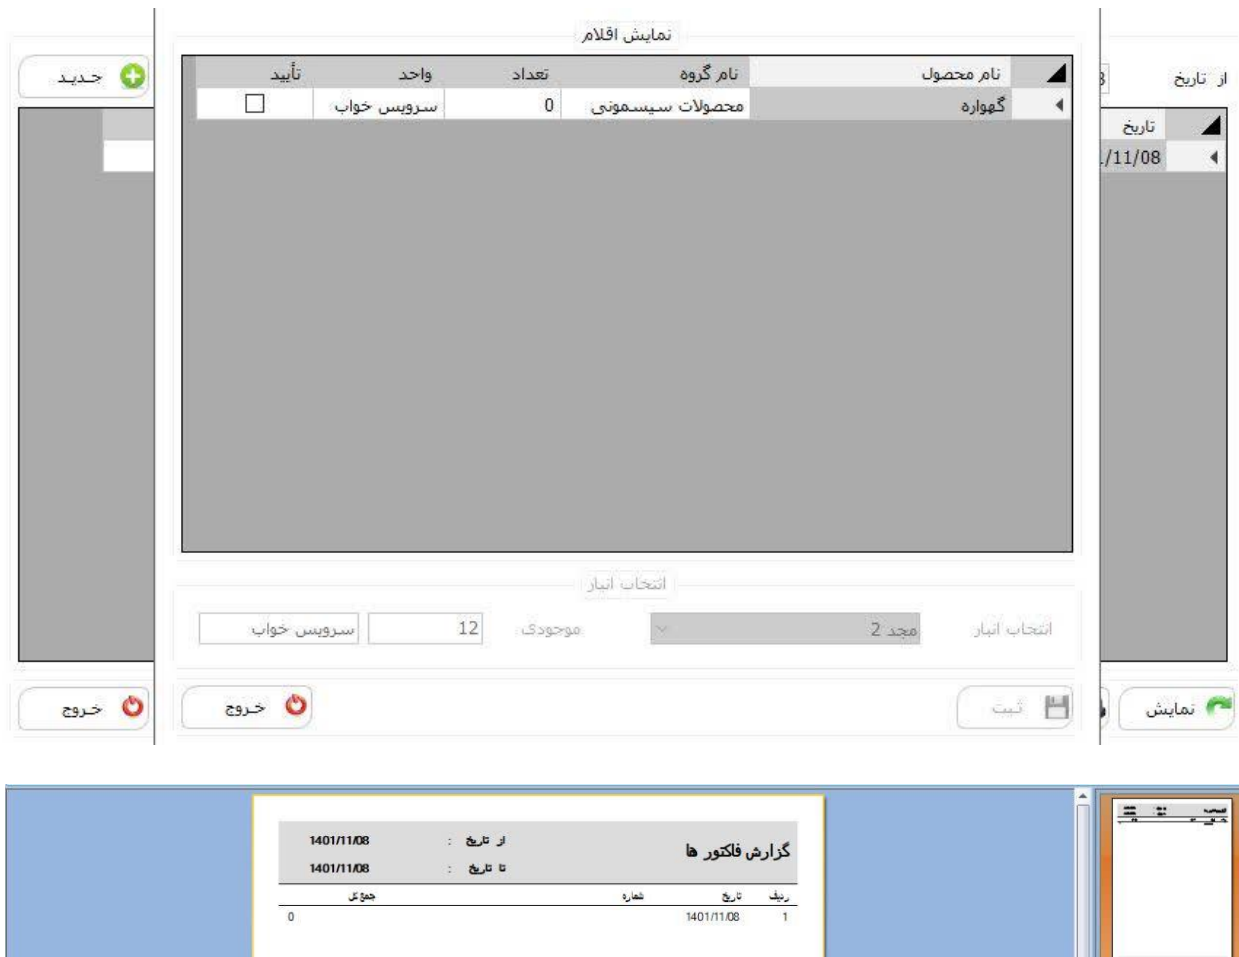 نمایش اقلام
از تاریخ
جدید
نام محصول نام گروه تعداد واحد تأیید
گهواره محصولات سیسمونی 0 سرویس خواب
تاریخ
/11/08
انتخاب انبار
انتخاب انبار مجد 2 موجودی 12 سرویس خواب
نمایش
ثبت خروج
خروج
گزارش فاکتور ها
از تاریخ : 1401/11/08
تا تاریخ : 1401/11/08
ردیف تاریخ شماره جمع کل
1 1401/11/08 0